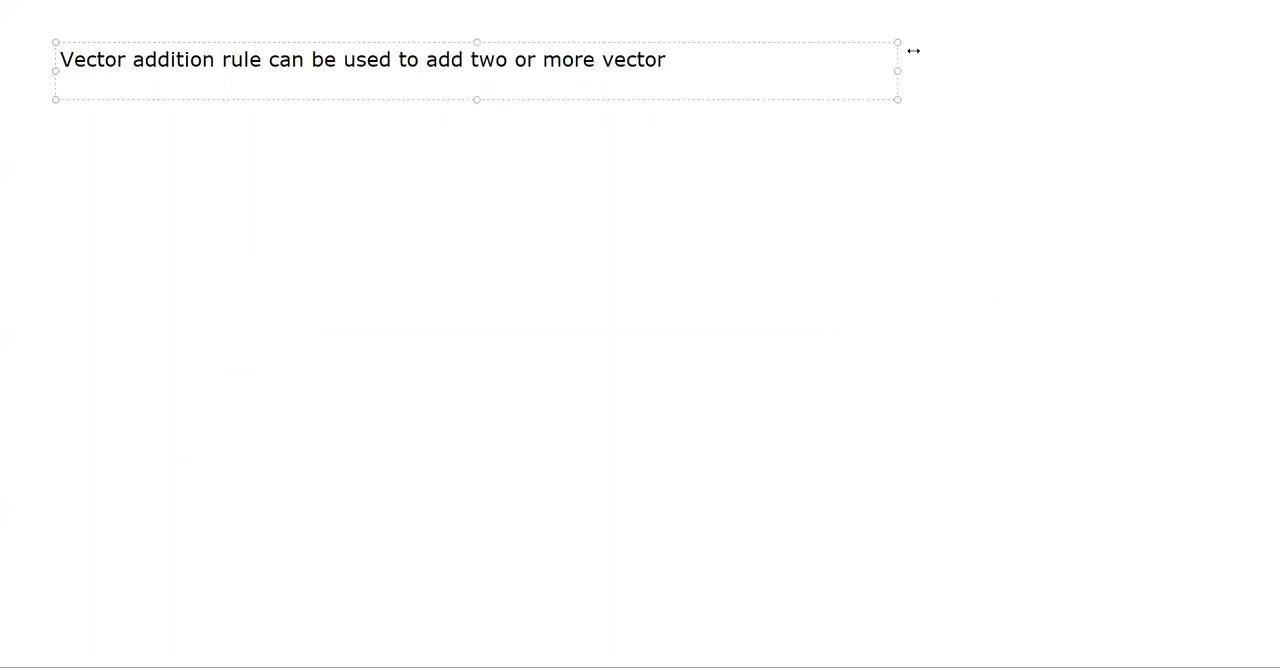 Vector addition rule can be used to add two or more vector